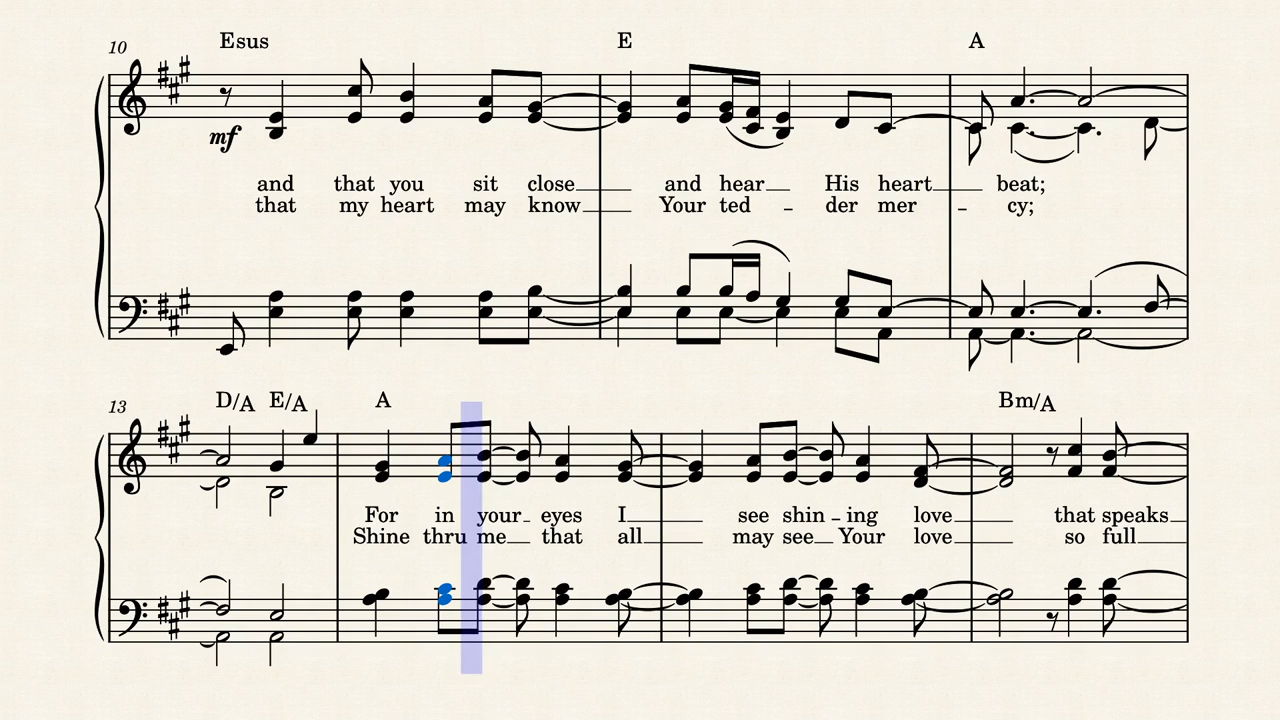 10 Esus E A
mf
and that you sit close and hear His heart beat;
that my heart may know Your ted - der mer - cy;
13 D/A E/A A Bm/A
For in your eyes I see shin - ing love that speaks
Shine thru me that all may see Your love so full